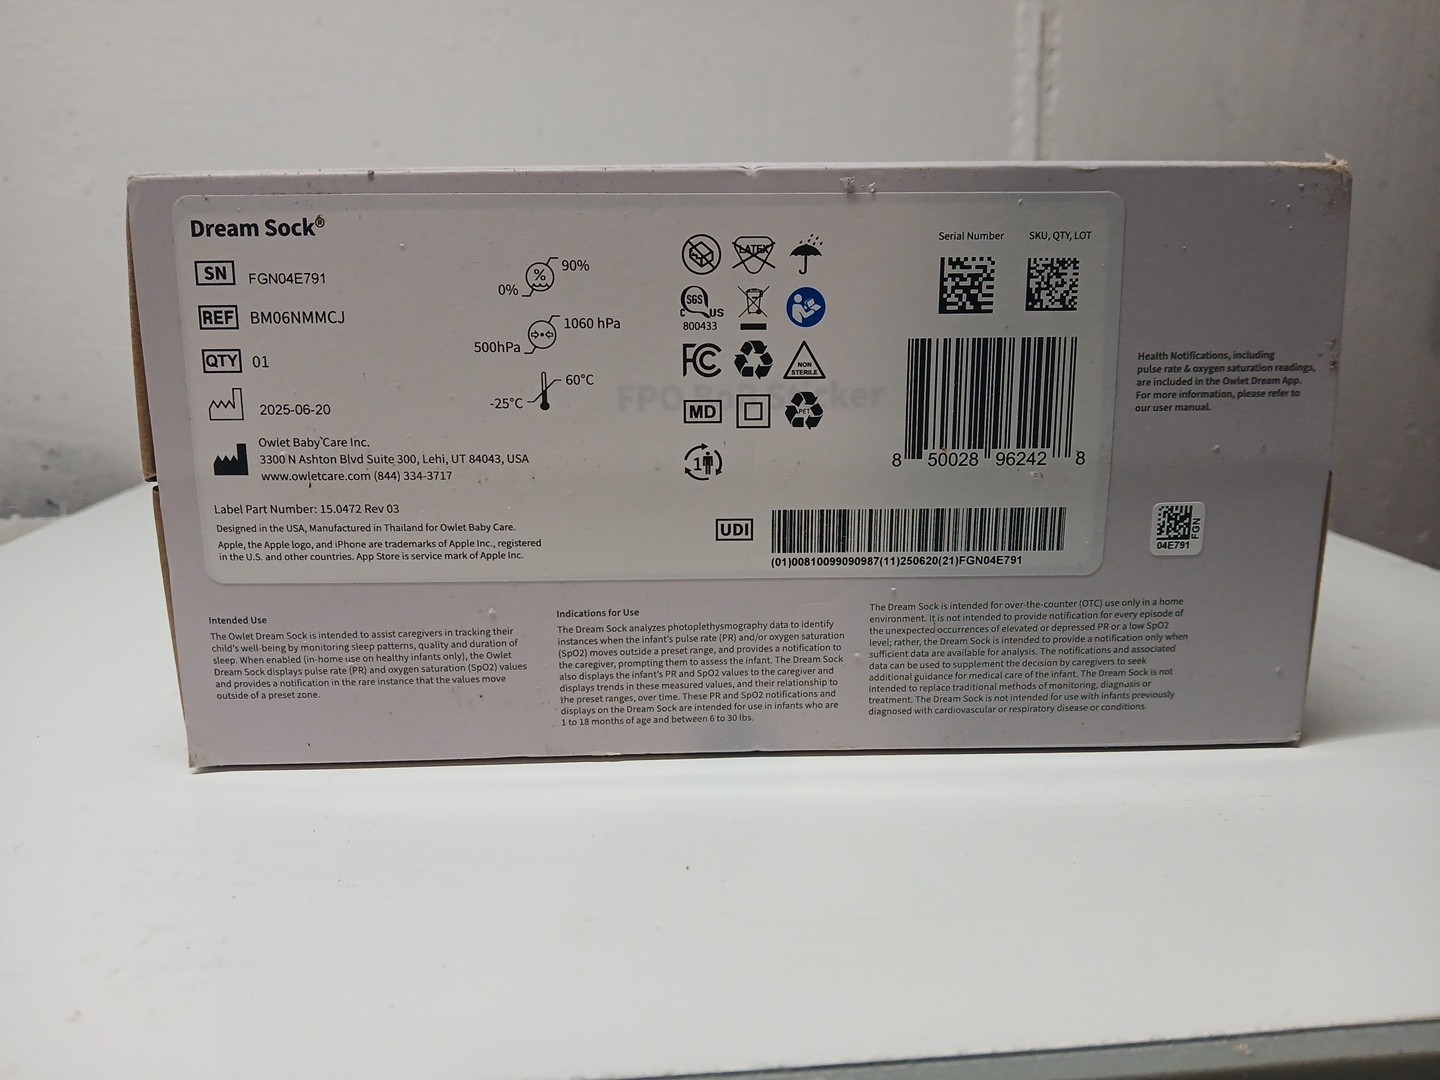 Dream Sock®
SN FGN04E791
REF BM06NMMCJ
QTY 01
2025-06-20
Owlet Baby Care Inc.
3300 N Ashton Blvd Suite 300, Lehi, UT 84043, USA
www.owletcare.com (844) 334-3717
Label Part Number: 15.0472 Rev 03
Designed in the USA, Manufactured in Thailand for Owlet Baby Care.
Apple, the Apple logo, and iPhone are trademarks of Apple Inc., registered
in the U.S. and other countries. App Store is service mark of Apple Inc.
0% % 90%
500hPa 1060 hPa
-25°C 60°C
LATEX
SGS
C US
800433
FC
NON
STERILE
MD
PET
1
FPO Sticker
Serial Number
SKU, QTY, LOT
8 50028 96242 8
UDI
(01)00810099090987(11)250620(21)FGN04E791
Health Notifications, including
pulse rate & oxygen saturation readings,
are included in the Owlet Dream App.
For more information, please refer to
our user manual.
04E791
FGN
Intended Use
The Owlet Dream Sock is intended to assist caregivers in tracking their
child's well-being by monitoring sleep patterns, quality and duration of
sleep. When enabled (in-home use on healthy infants only), the Owlet
Dream Sock displays pulse rate (PR) and oxygen saturation (SpO2) values
and provides a notification in the rare instance that the values move
outside of a preset zone.
Indications for Use
The Dream Sock analyzes photoplethysmography data to identify
instances when the infant's pulse rate (PR) and/or oxygen saturation
(SpO2) moves outside a preset range, and provides a notification to
the caregiver, prompting them to assess the infant. The Dream Sock
also displays the infant's PR and SpO2 values to the caregiver and
displays trends in these measured values, and their relationship to
the preset ranges, over time. These PR and SpO2 notifications and
displays on the Dream Sock are intended for use in infants who are
1 to 18 months of age and between 6 to 30 lbs.
The Dream Sock is intended for over-the-counter (OTC) use only in a home
environment. It is not intended to provide notification for every episode of
the unexpected occurrences of elevated or depressed PR or a low SpO2
level; rather, the Dream Sock is intended to provide a notification only when
sufficient data are available for analysis. The notifications and associated
data can be used to supplement the decision by caregivers to seek
additional guidance for medical care of the infant. The Dream Sock is not
intended to replace traditional methods of monitoring, diagnosis or
treatment. The Dream Sock is not intended for use with infants previously
diagnosed with cardiovascular or respiratory disease or conditions.